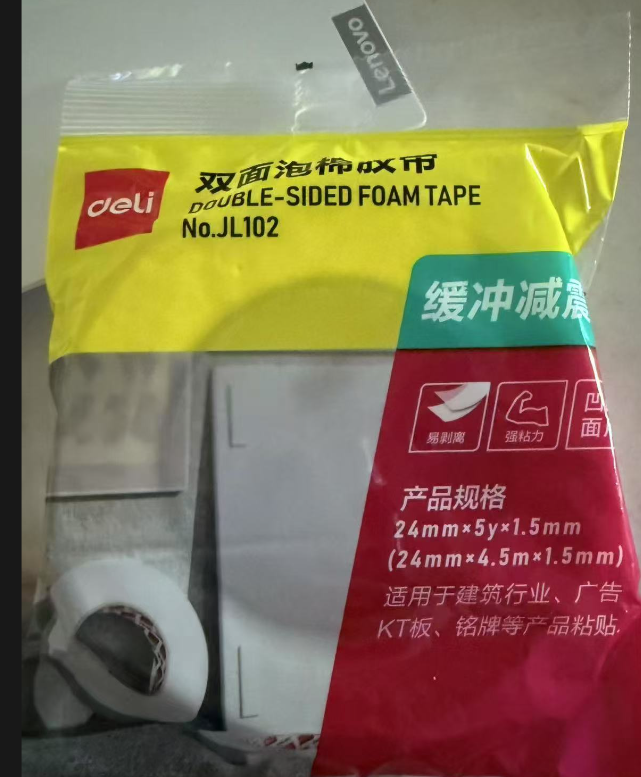 Lenovo
deli
双面泡棉胶带
DOUBLE-SIDED FOAM TAPE
No.JL102
缓冲减震
易剥离
强粘力
凹
面
产品规格
24mm×5y×1.5mm
(24mm×4.5m×1.5mm)
适用于建筑行业、广告
KT板、铭牌等产品粘贴.